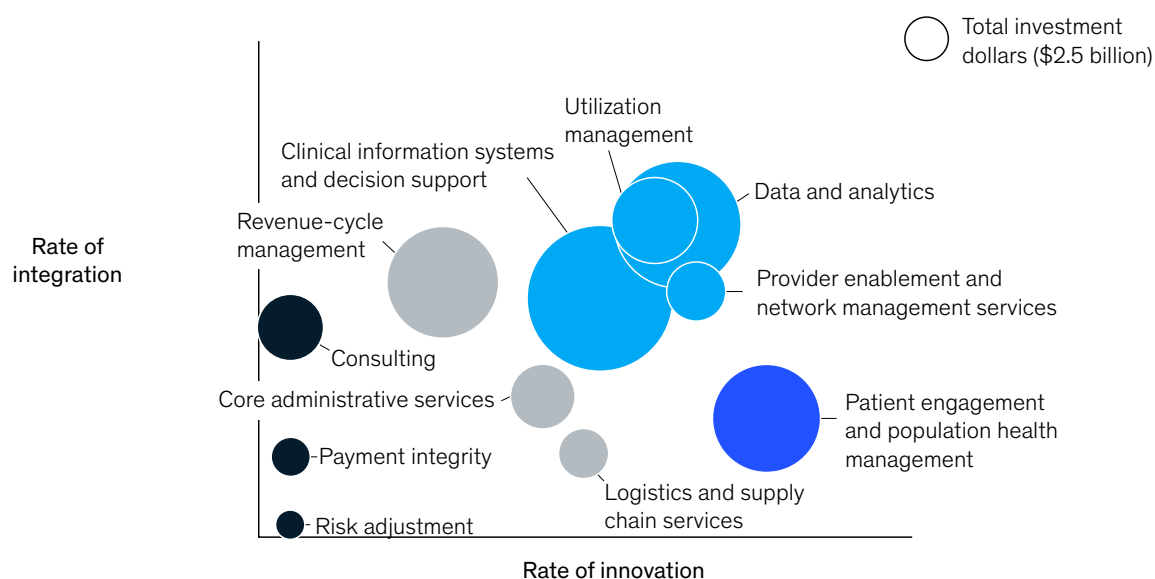 Total investment
dollars ($2.5 billion)
Utilization
management
Clinical information systems
and decision support
Data and analytics
Revenue-cycle
management
Rate of
integration
Provider enablement and
network management services
Consulting
Core administrative services
Patient engagement
and population health
management
Payment integrity
Logistics and supply
chain services
Risk adjustment
Rate of innovation